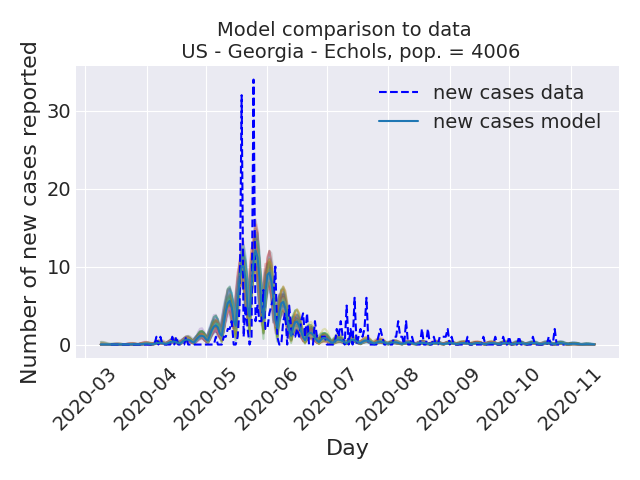 Model comparison to data
US - Georgia - Echols, pop. = 4006
Number of new cases reported
30
20
10
0
new cases data
new cases model
2020-03
2020-04
2020-05
2020-06
2020-07
2020-08
2020-09
2020-10
2020-11
Day